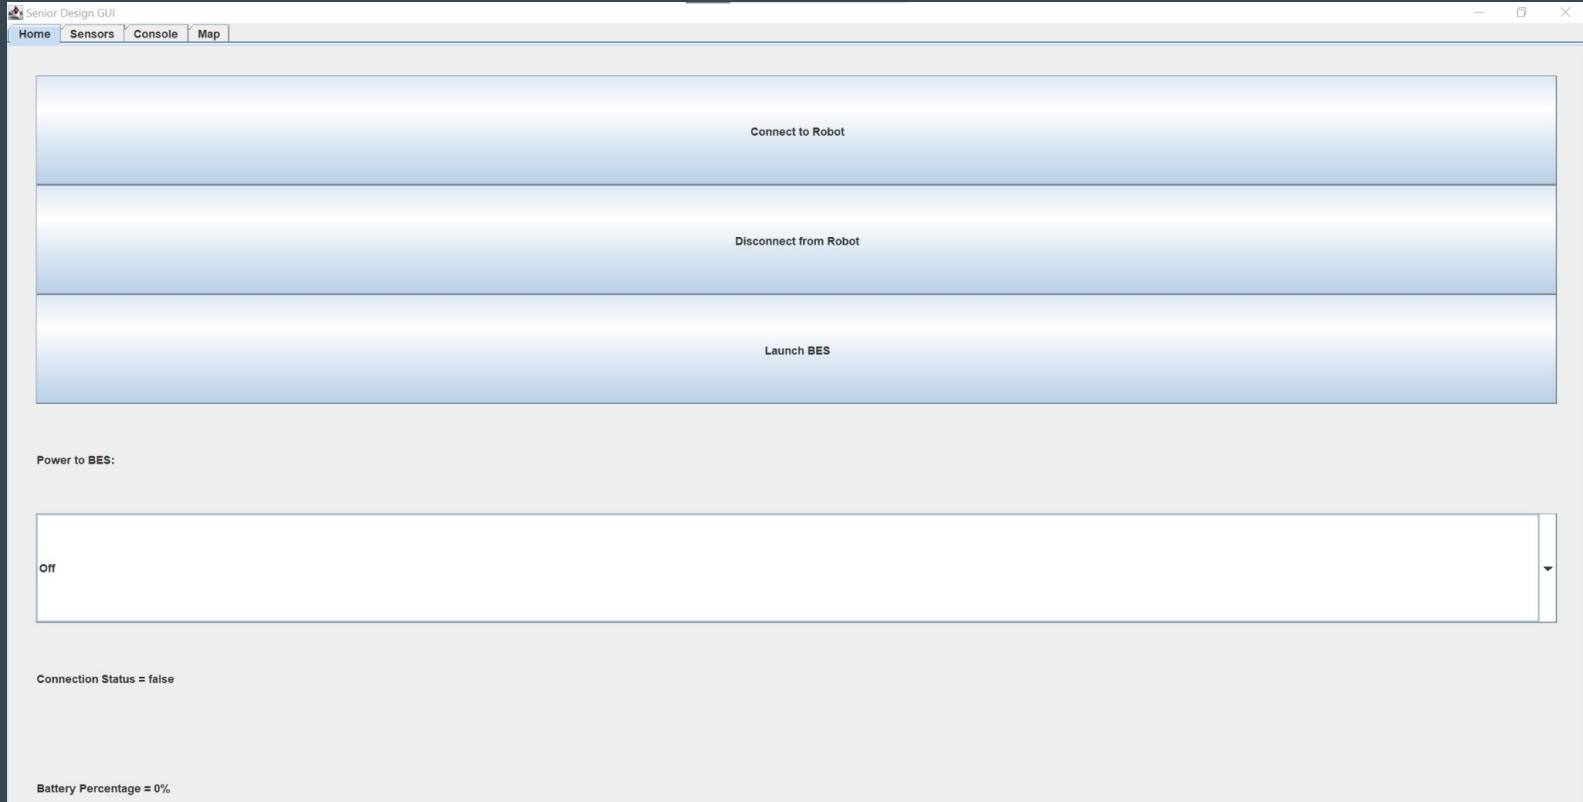 Senior Design GUI
Home Sensors Console Map
Connect to Robot
Disconnect from Robot
Launch BES
Power to BES:
Off
Connection Status = false
Battery Percentage = 0%